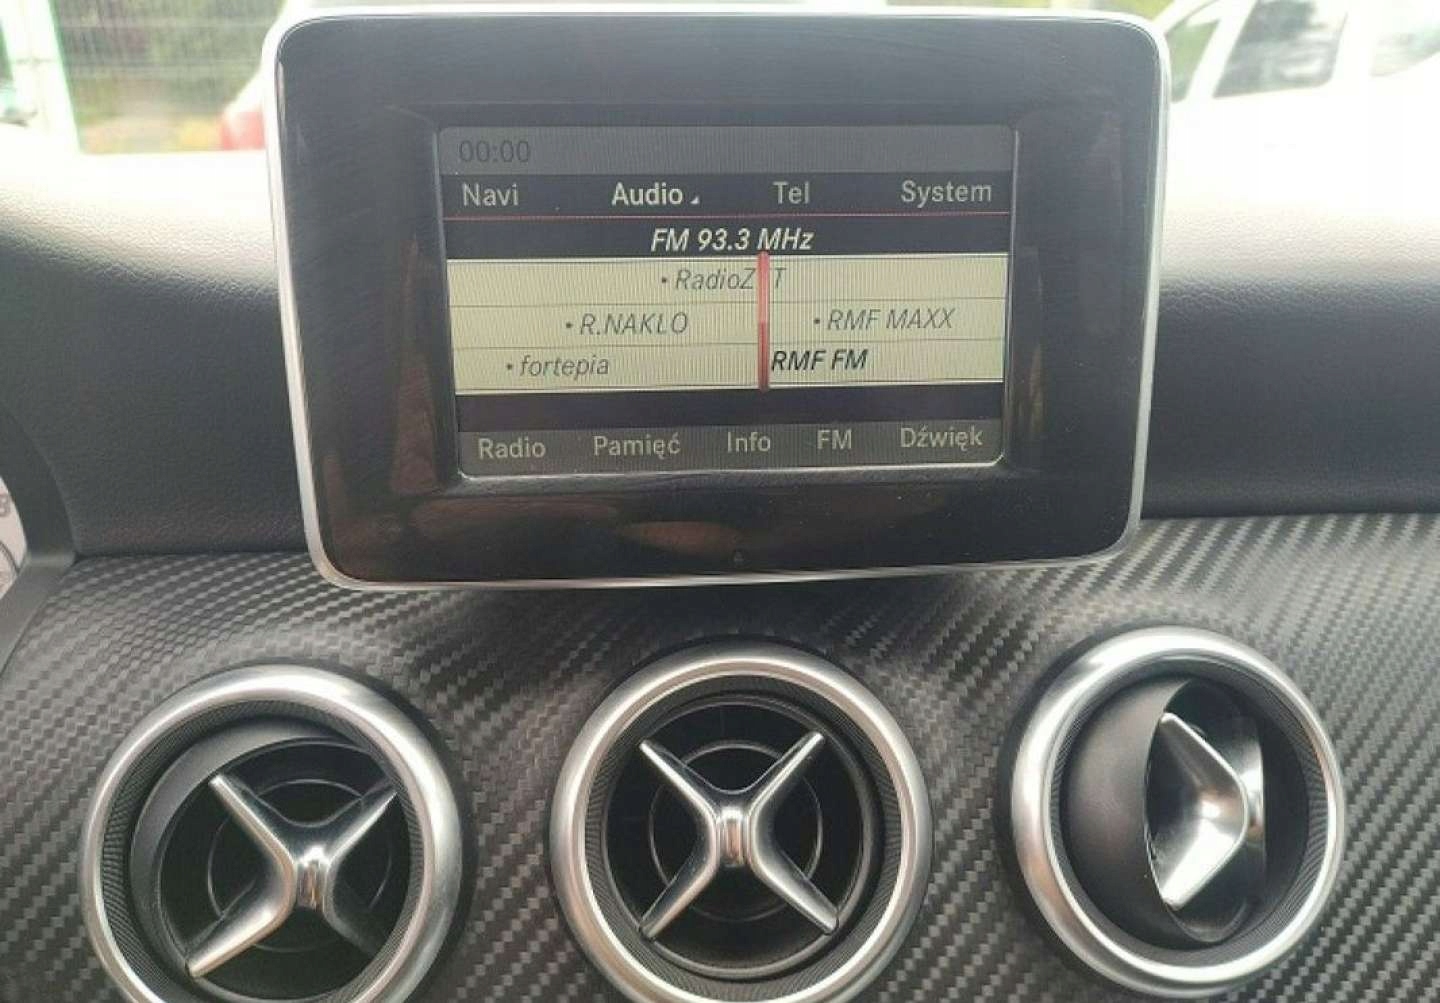 00:00
Navi Audio Tel System
FM 93.3 MHz
• RadioZET
• R.NAKLO • RMF MAXX
• fortepia RMF FM
Radio Pamięć Info FM Dźwięk